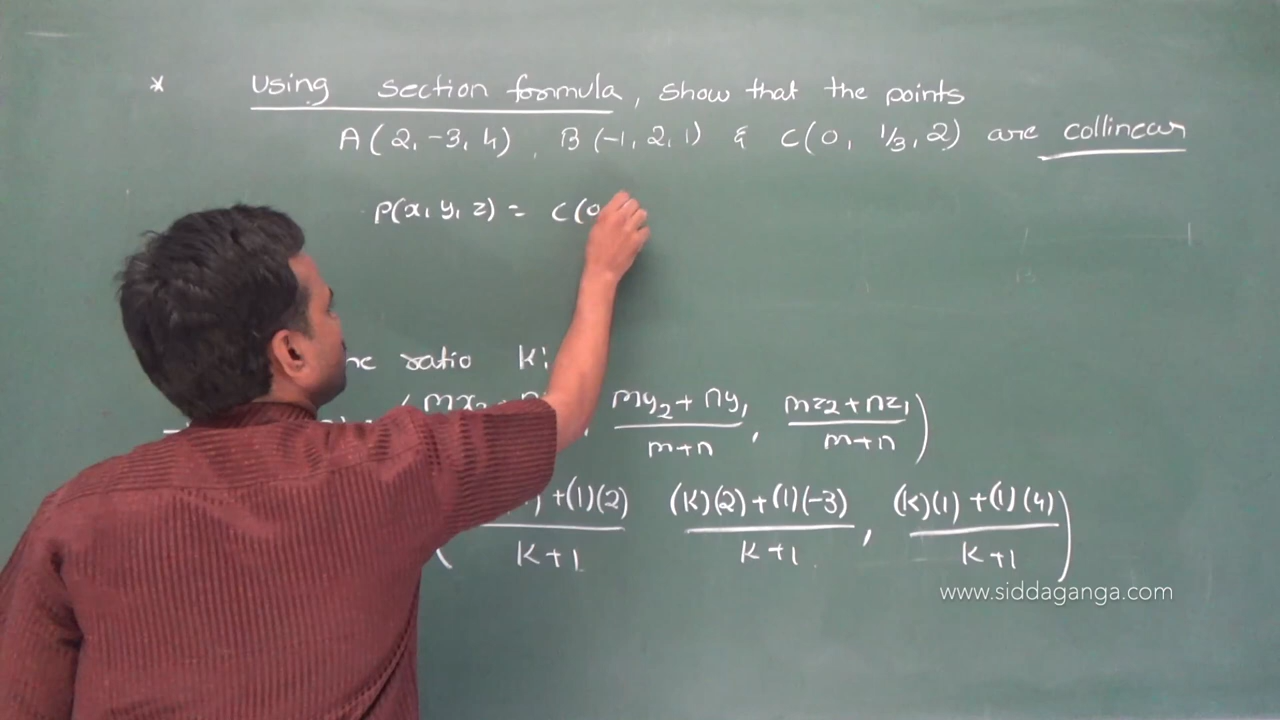 * Using section formula, show that the points
A(2, -3, 4), B(-1, 2, 1) & C(0, 1/3, 2) are collinear
P(x, y, z) = C(0
ratio K:
my₂ + ny₁ / m+n , mz₂ + nz₁ / m+n )
+(1)(2) / K+1 (K)(2)+(1)(-3) / K+1 , (K)(1)+(1)(4) / K+1 )
www.siddaganga.com